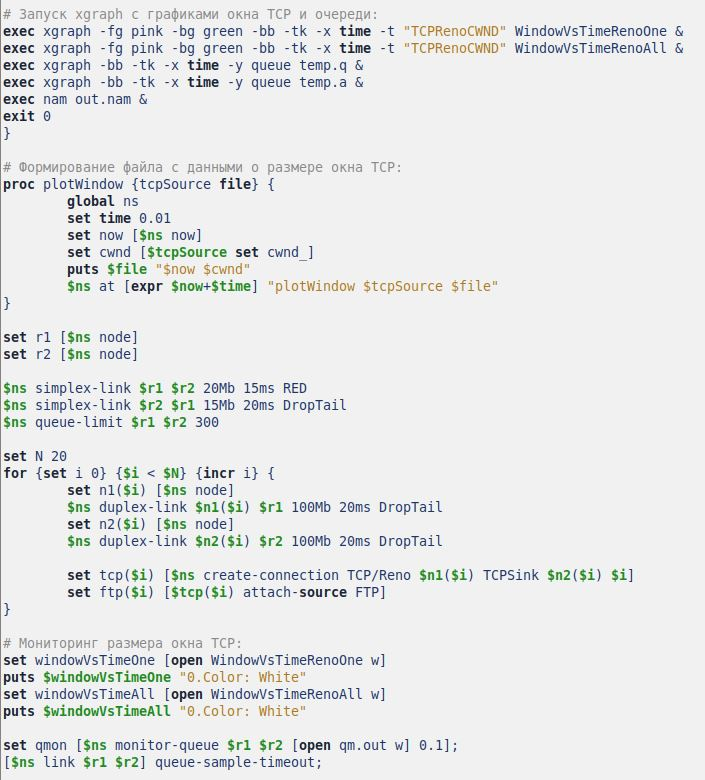 # Запуск xgraph с графиками окна TCP и очереди:
exec xgraph -fg pink -bg green -bb -tk -x time -t "TCPRenoCWND" WindowVsTimeRenoOne &
exec xgraph -fg pink -bg green -bb -tk -x time -t "TCPRenoCWND" WindowVsTimeRenoAll &
exec xgraph -bb -tk -x time -y queue temp.q &
exec xgraph -bb -tk -x time -y queue temp.a &
exec nam out.nam &
exit 0
}
# Формирование файла с данными о размере окна TCP:
proc plotWindow {tcpSource file} {
global ns
set time 0.01
set now [$ns now]
set cwnd [$tcpSource set cwnd_]
puts $file "$now $cwnd"
$ns at [expr $now+$time] "plotWindow $tcpSource $file"
}
set r1 [$ns node]
set r2 [$ns node]
$ns simplex-link $r1 $r2 20Mb 15ms RED
$ns simplex-link $r2 $r1 15Mb 20ms DropTail
$ns queue-limit $r1 $r2 300
set N 20
for {set i 0} {$i < $N} {incr i} {
set n1($i) [$ns node]
$ns duplex-link $n1($i) $r1 100Mb 20ms DropTail
set n2($i) [$ns node]
$ns duplex-link $n2($i) $r2 100Mb 20ms DropTail
set tcp($i) [$ns create-connection TCP/Reno $n1($i) TCPSink $n2($i) $i]
set ftp($i) [$tcp($i) attach-source FTP]
}
# Мониторинг размера окна TCP:
set windowVsTimeOne [open WindowVsTimeRenoOne w]
puts $windowVsTimeOne "0.Color: White"
set windowVsTimeAll [open WindowVsTimeRenoAll w]
puts $windowVsTimeAll "0.Color: White"
set qmon [$ns monitor-queue $r1 $r2 [open qm.out w] 0.1];
[$ns link $r1 $r2] queue-sample-timeout;